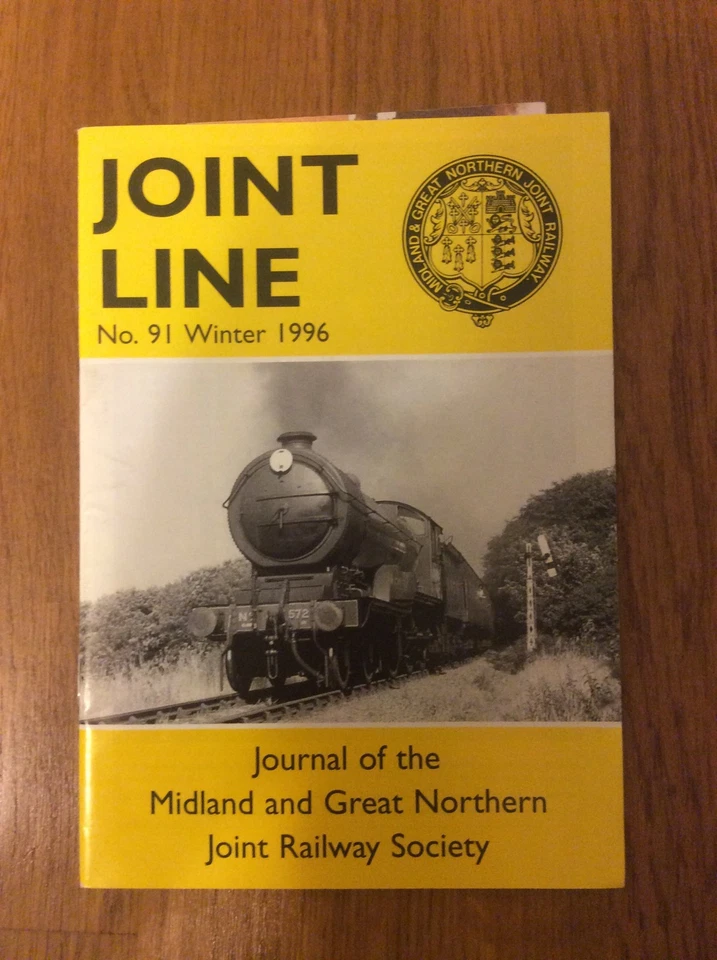 JOINT
LINE
No. 91 Winter 1996
MIDLAND & GREAT NORTHERN JOINT RAILWAY.
No 572
Journal of the
Midland and Great Northern
Joint Railway Society